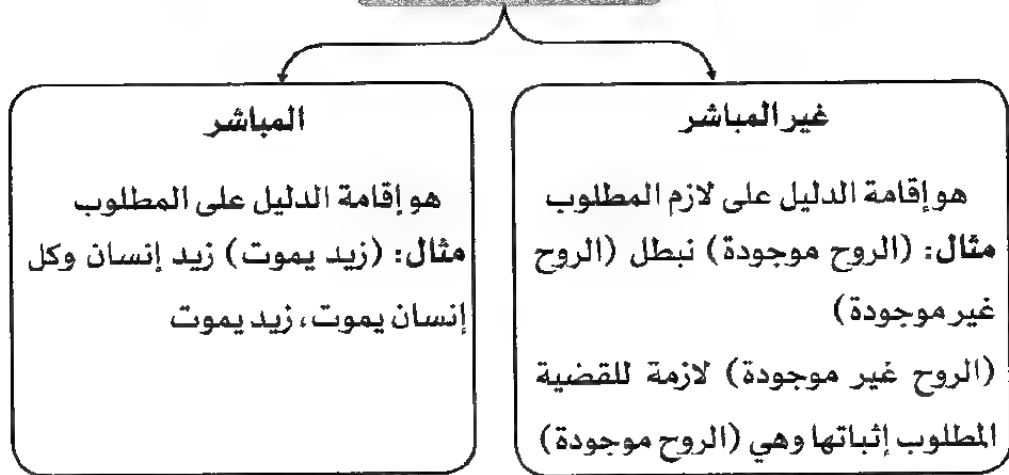 غير المباشر
هو إقامة الدليل على لازم المطلوب
مثال: (الروح موجودة) نبطل (الروح
غير موجودة)
(الروح غير موجودة) لازمة للقضية
المطلوب إثباتها وهي (الروح موجودة)
المباشر
هو إقامة الدليل على المطلوب
مثال: (زيد يموت) زيد إنسان وكل
إنسان يموت، زيد يموت